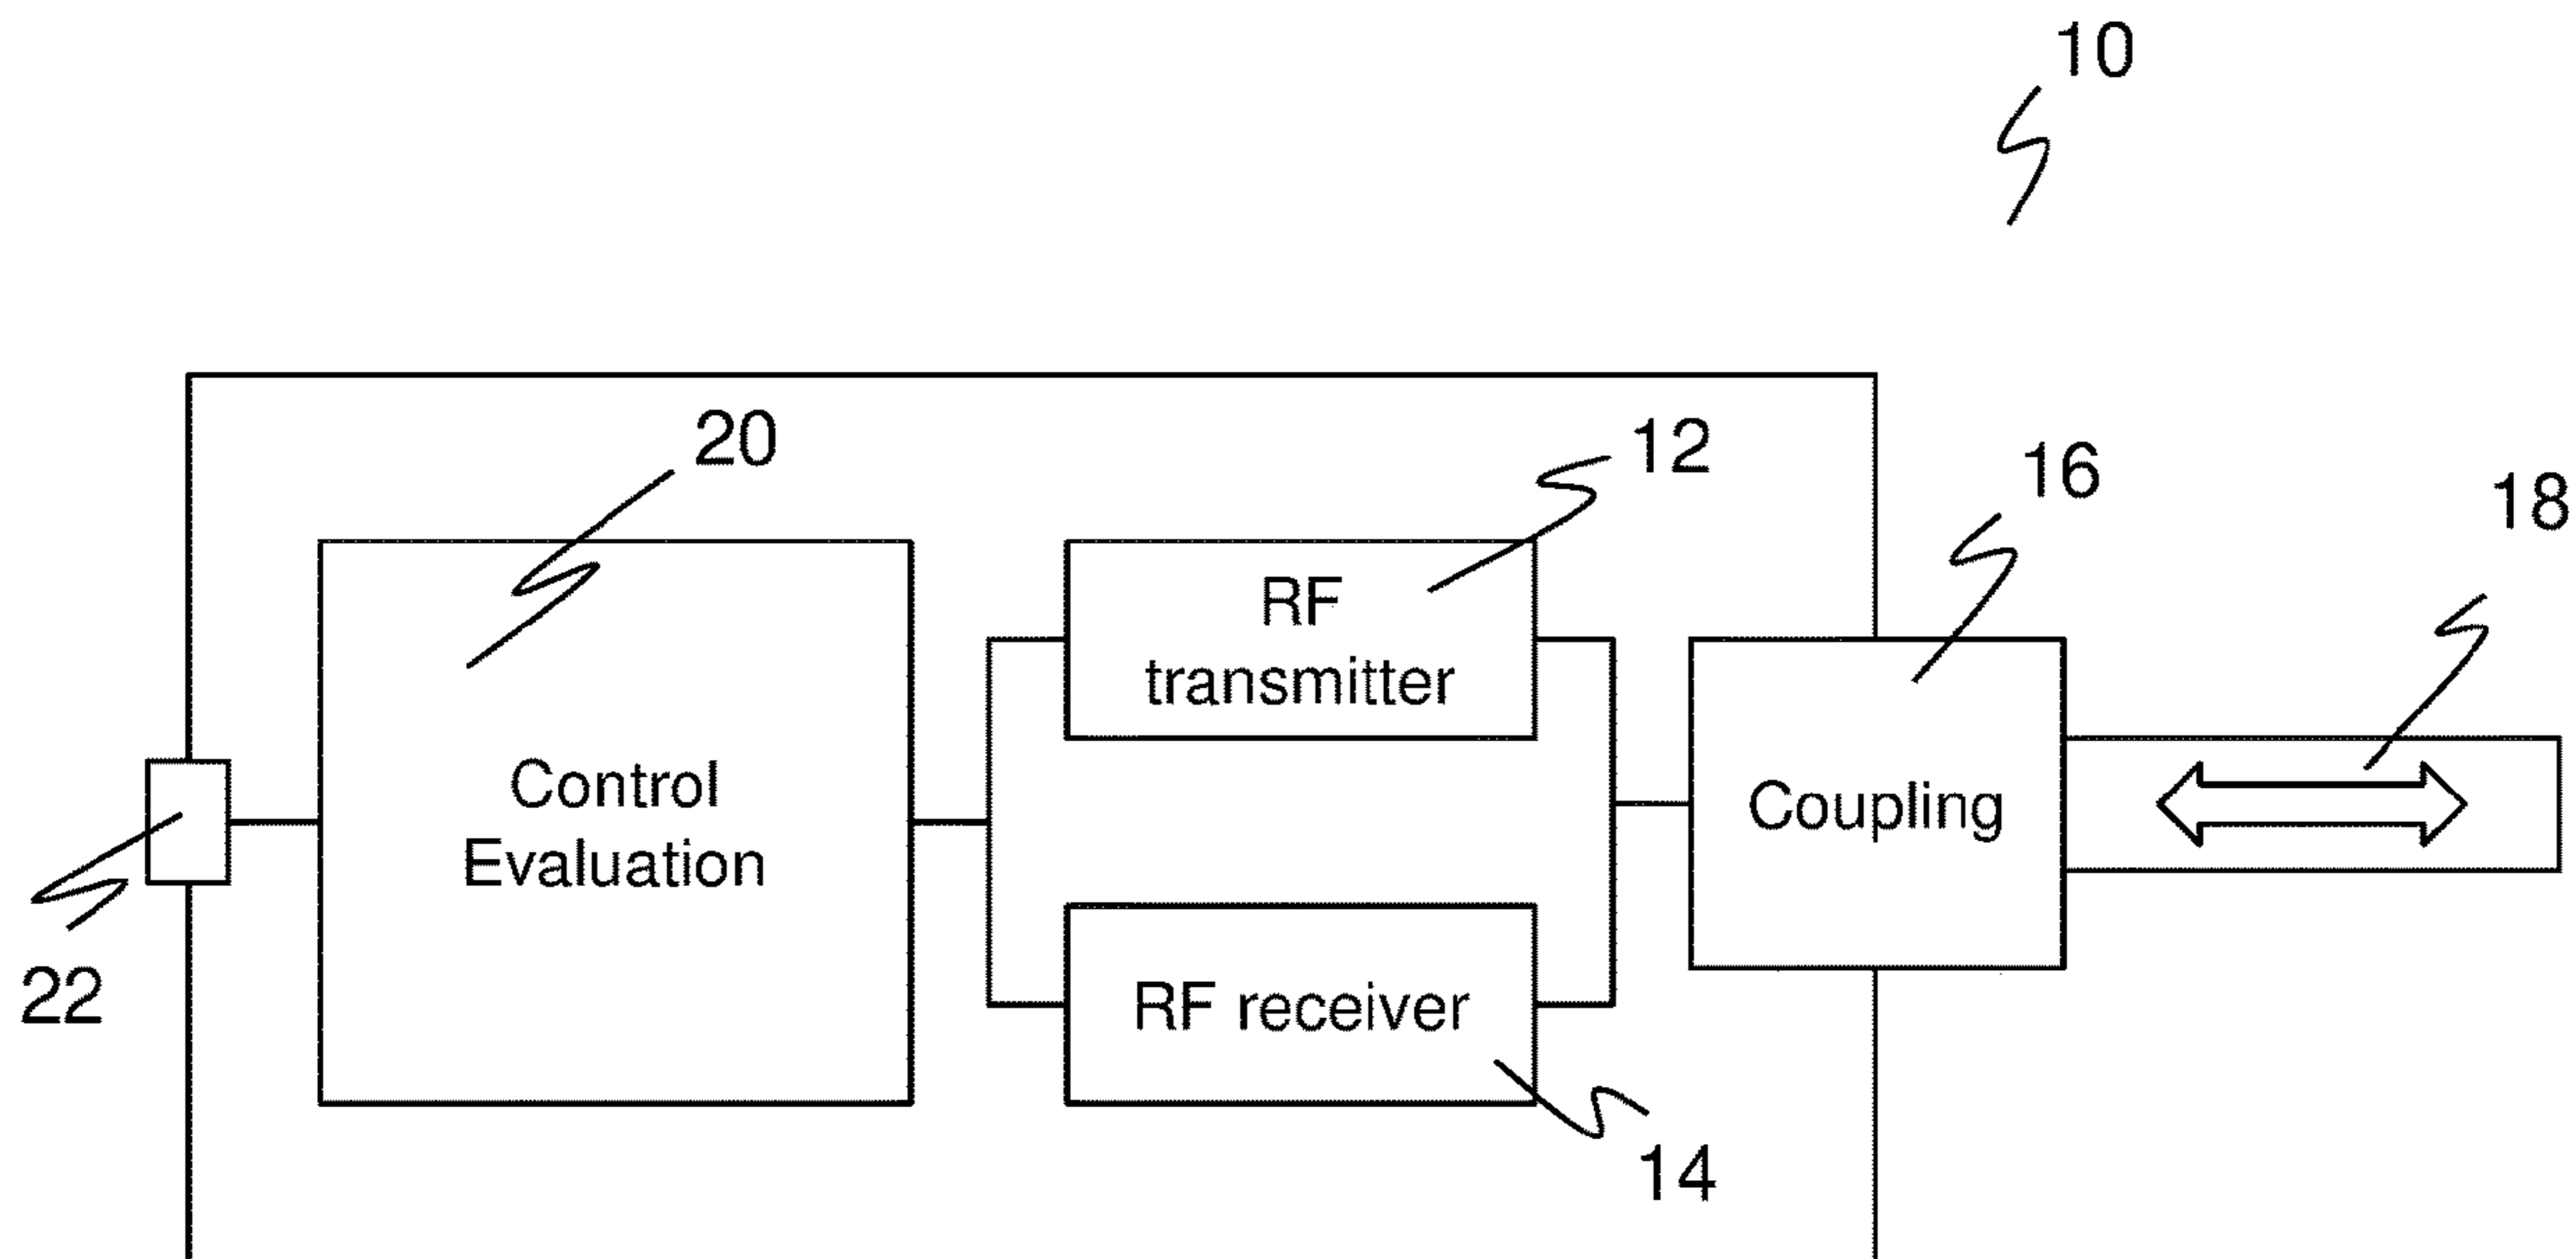 10
20
12
16
18
RF
transmitter
Control
Evaluation
Coupling
22
RF receiver
14